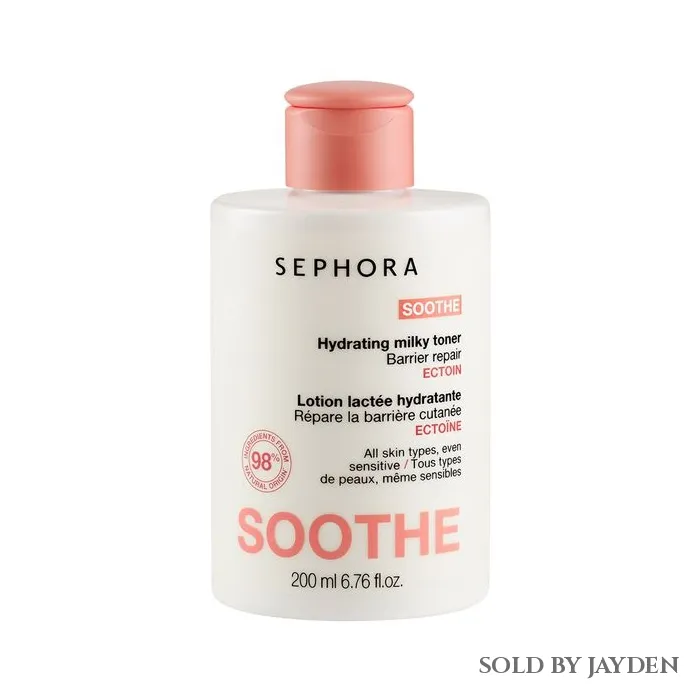 SEPHORA
SOOTHE
Hydrating milky toner
Barrier repair
ECTOIN
Lotion lactée hydratante
Répare la barrière cutanée
ECTOÏNE
INGREDIENTS FROM
98%
NATURAL ORIGIN
All skin types, even
sensitive / Tous types
de peaux, même sensibles
SOOTHE
200 ml 6.76 fl.oz.
SOLD BY JAYDEN